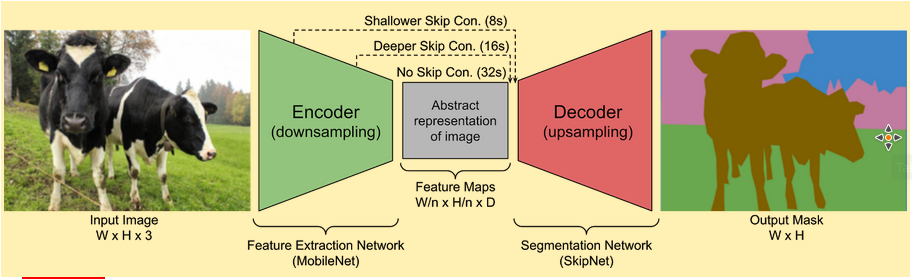 Shallower Skip Con. (8s)
Deeper Skip Con. (16s)
No Skip Con. (32s)
Encoder
(downsampling)
Abstract
representation
of image
Decoder
(upsampling)
Feature Maps
W/n x H/n x D
Input Image
W x H x 3
Output Mask
W x H
Feature Extraction Network
(MobileNet)
Segmentation Network
(SkipNet)